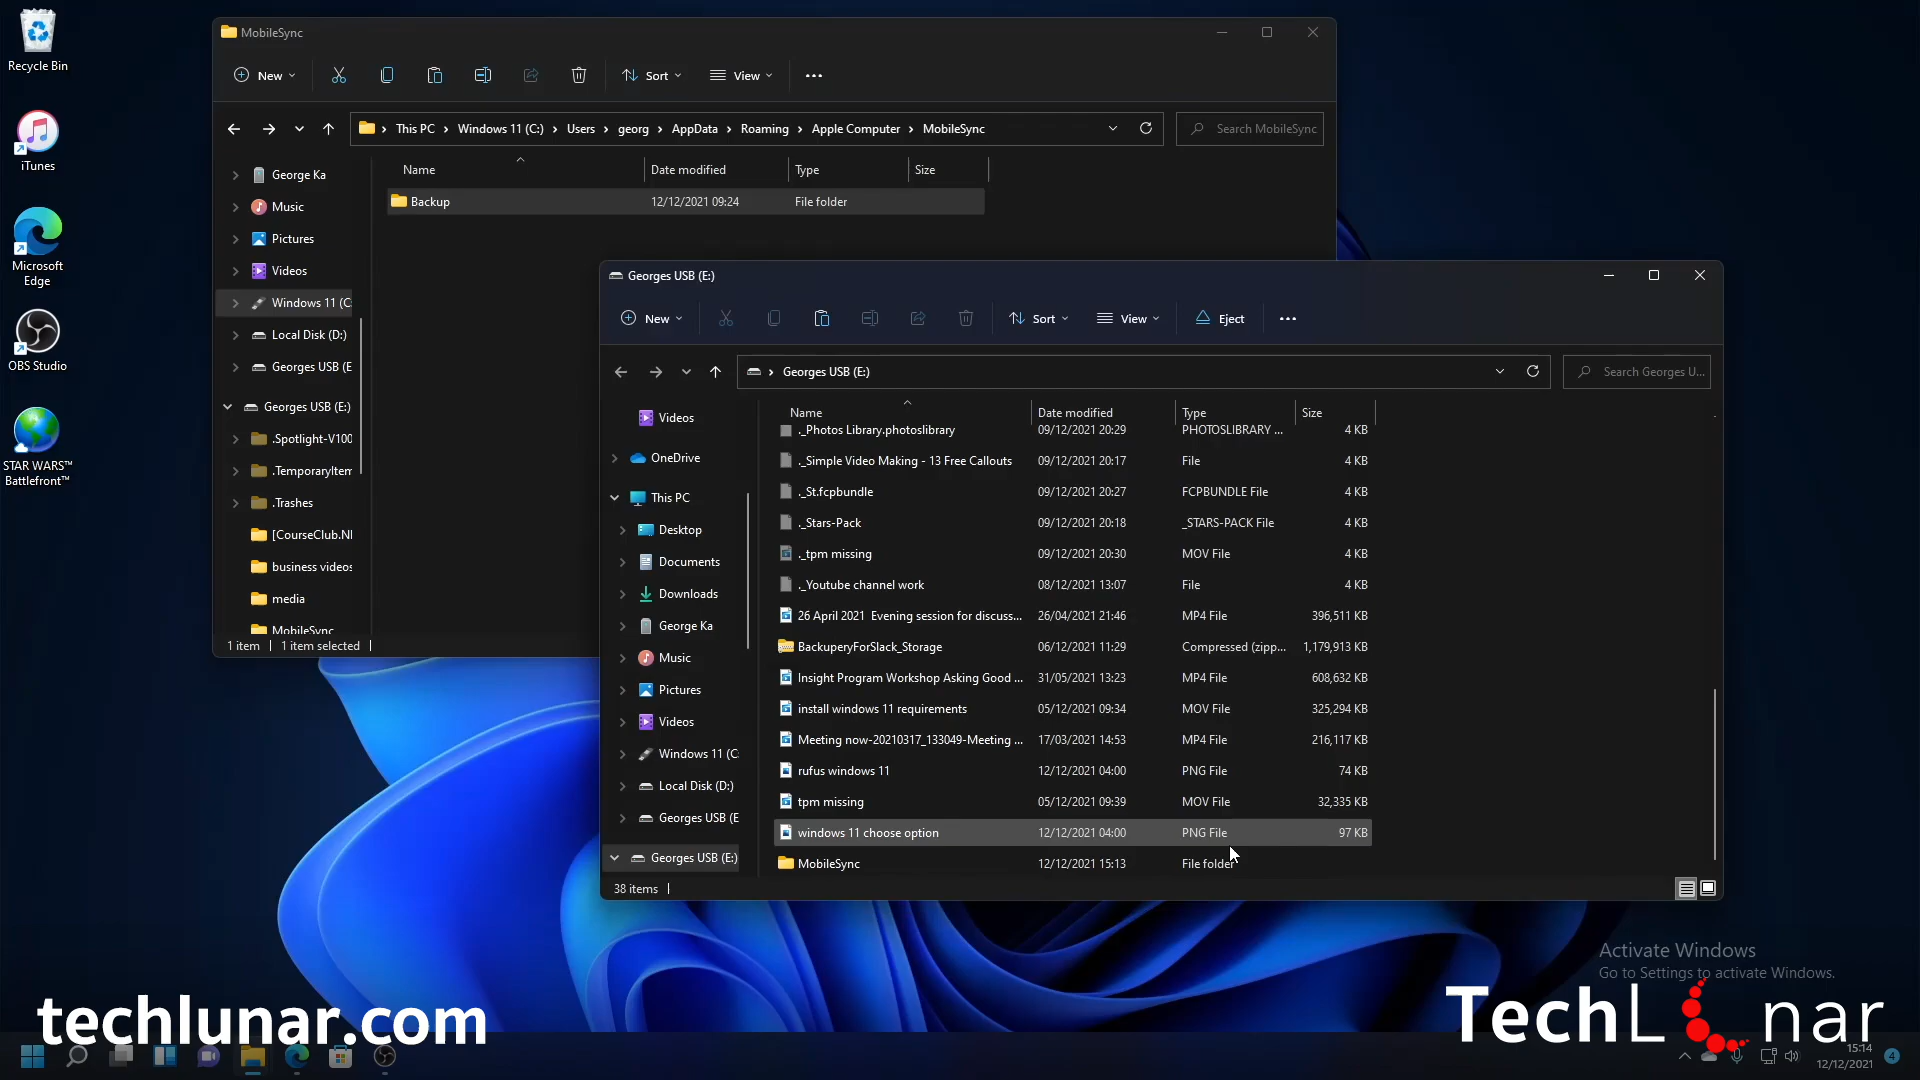 Recycle Bin
iTunes
Microsoft
Edge
OBS Studio
STAR WARS™
Battlefront™
MobileSync
New
Sort
View
This PC > Windows 11 (C:) > Users > georg > AppData > Roaming > Apple Computer > MobileSync
Search MobileSync
Name Date modified Type Size
Backup 12/12/2021 09:24 File folder
George Ka
Music
Pictures
Videos
Windows 11 (C:
Local Disk (D:)
Georges USB (E
Georges USB (E:)
.Spotlight-V100
.TemporaryItem
.Trashes
[CourseClub.NI
business videos
media
MobileSync
1 item 1 item selected
Georges USB (E:)
New
Sort
View
Eject
Georges USB (E:)
Search Georges U...
Videos
OneDrive
This PC
Desktop
Documents
Downloads
George Ka
Music
Pictures
Videos
Windows 11 (C:
Local Disk (D:)
Georges USB (E
Georges USB (E:)
Name Date modified Type Size
._Photos Library.photoslibrary 09/12/2021 20:29 PHOTOSLIBRARY ... 4 KB
._Simple Video Making - 13 Free Callouts 09/12/2021 20:17 File 4 KB
._St.fcpbundle 09/12/2021 20:27 FCPBUNDLE File 4 KB
._Stars-Pack 09/12/2021 20:18 _STARS-PACK File 4 KB
._tpm missing 09/12/2021 20:30 MOV File 4 KB
._Youtube channel work 08/12/2021 13:07 File 4 KB
26 April 2021 Evening session for discuss... 26/04/2021 21:46 MP4 File 396,511 KB
BackuperyForSlack_Storage 06/12/2021 11:29 Compressed (zipp... 1,179,913 KB
Insight Program Workshop Asking Good ... 31/05/2021 13:23 MP4 File 608,632 KB
install windows 11 requirements 05/12/2021 09:34 MOV File 325,294 KB
Meeting now-20210317_133049-Meeting ... 17/03/2021 14:53 MP4 File 216,117 KB
rufus windows 11 12/12/2021 04:00 PNG File 74 KB
tpm missing 05/12/2021 09:39 MOV File 32,335 KB
windows 11 choose option 12/12/2021 04:00 PNG File 97 KB
MobileSync 12/12/2021 15:13 File folder
38 items
Activate Windows
Go to Settings to activate Windows.
techlunar.com
TechLunar
15:14
12/12/2021
4